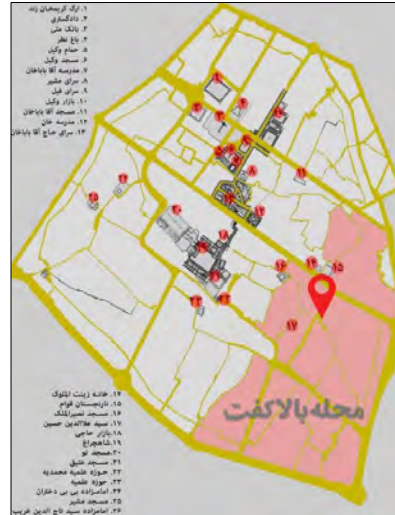 ۱. ارگ کریمخان زند
۲. دادگستری
۳. بانک ملی
۴. باغ نظر
۵. حمام وکیل
۶. مسجد وکیل
۷. مدرسه آقا باباخان
۸. سرای مشیر
۹. سرای فیل
۱۰. بازار وکیل
۱۱. مسجد آقا باباخان
۱۲. مدرسه خان
۱۳. سرای حاج آقا باباخان
محله بالاکفت
۱۴. خانه زینت الملوک
۱۵. نارنجستان قوام
۱۶. مسجد نصیرالملک
۱۷. سید علاالدین حسین
۱۸. بازار حاجی
۱۹. شاهچراغ
۲۰. مسجد نو
۲۱. مسجد عتیق
۲۲. حوزه علمیه محمدیه
۲۳. حوزه علمیه
۲۴. امامزاده بی بی دختران
۲۵. مسجد مشیر
۲۶. امامزاده سید تاج الدین غریب